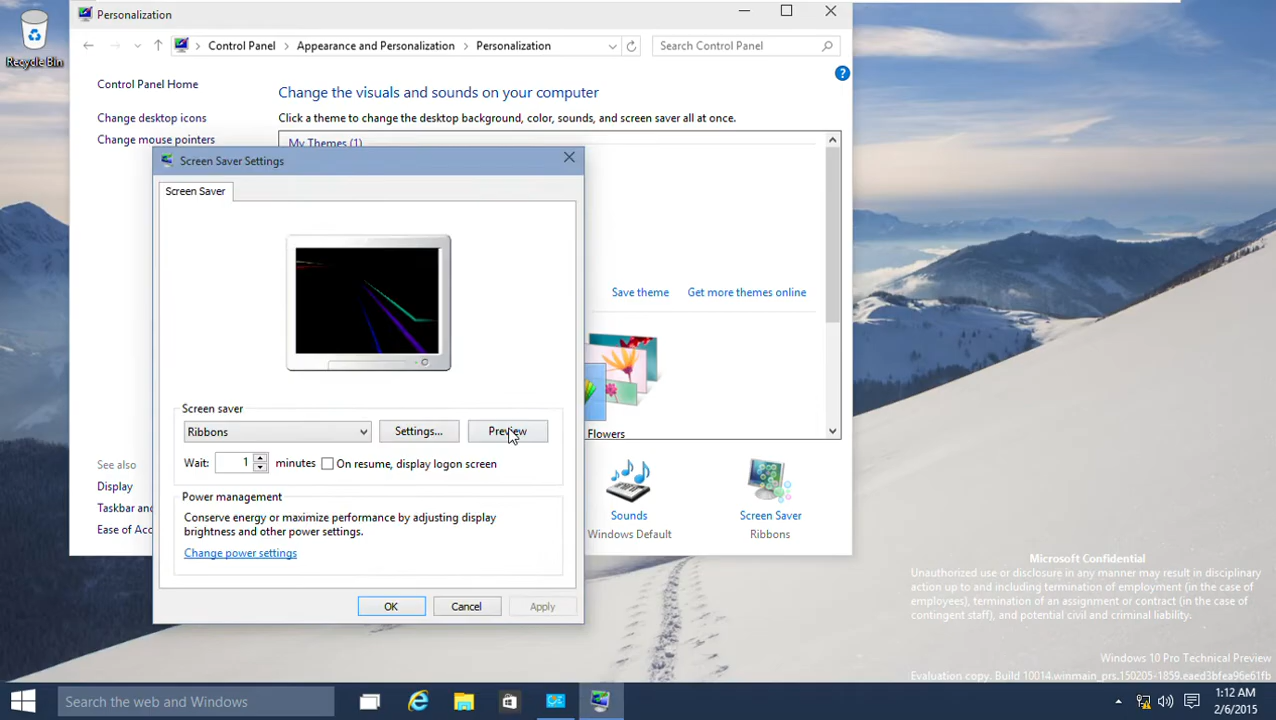 Recycle Bin
Personalization
Control Panel
Appearance and Personalization
Personalization
Search Control Panel
Control Panel Home
Change desktop icons
Change mouse pointers
Change the visuals and sounds on your computer
Click a theme to change the desktop background, color, sounds, and screen saver all at once.
My Themes (1)
Save theme
Get more themes online
Flowers
Sounds
Windows Default
Screen Saver
Ribbons
See also
Display
Taskbar and
Ease of Acc
Screen Saver Settings
Screen Saver
Screen saver
Ribbons
Settings...
Preview
Wait:
1
minutes
On resume, display logon screen
Power management
Conserve energy or maximize performance by adjusting display
brightness and other power settings.
Change power settings
OK
Cancel
Apply
Microsoft Confidential
Unauthorized use or disclosure in any manner may result in disciplinary
action up to and including termination of employment (in the case of
employees), termination of an assignment or contract (in the case of
contingent staff), and potential civil and criminal liability.
Windows 10 Pro Technical Preview
Evaluation copy. Build 10014.winmain_prs.150205-1859.eaed3bfea96e61fb
Search the web and Windows
1:12 AM
2/6/2015